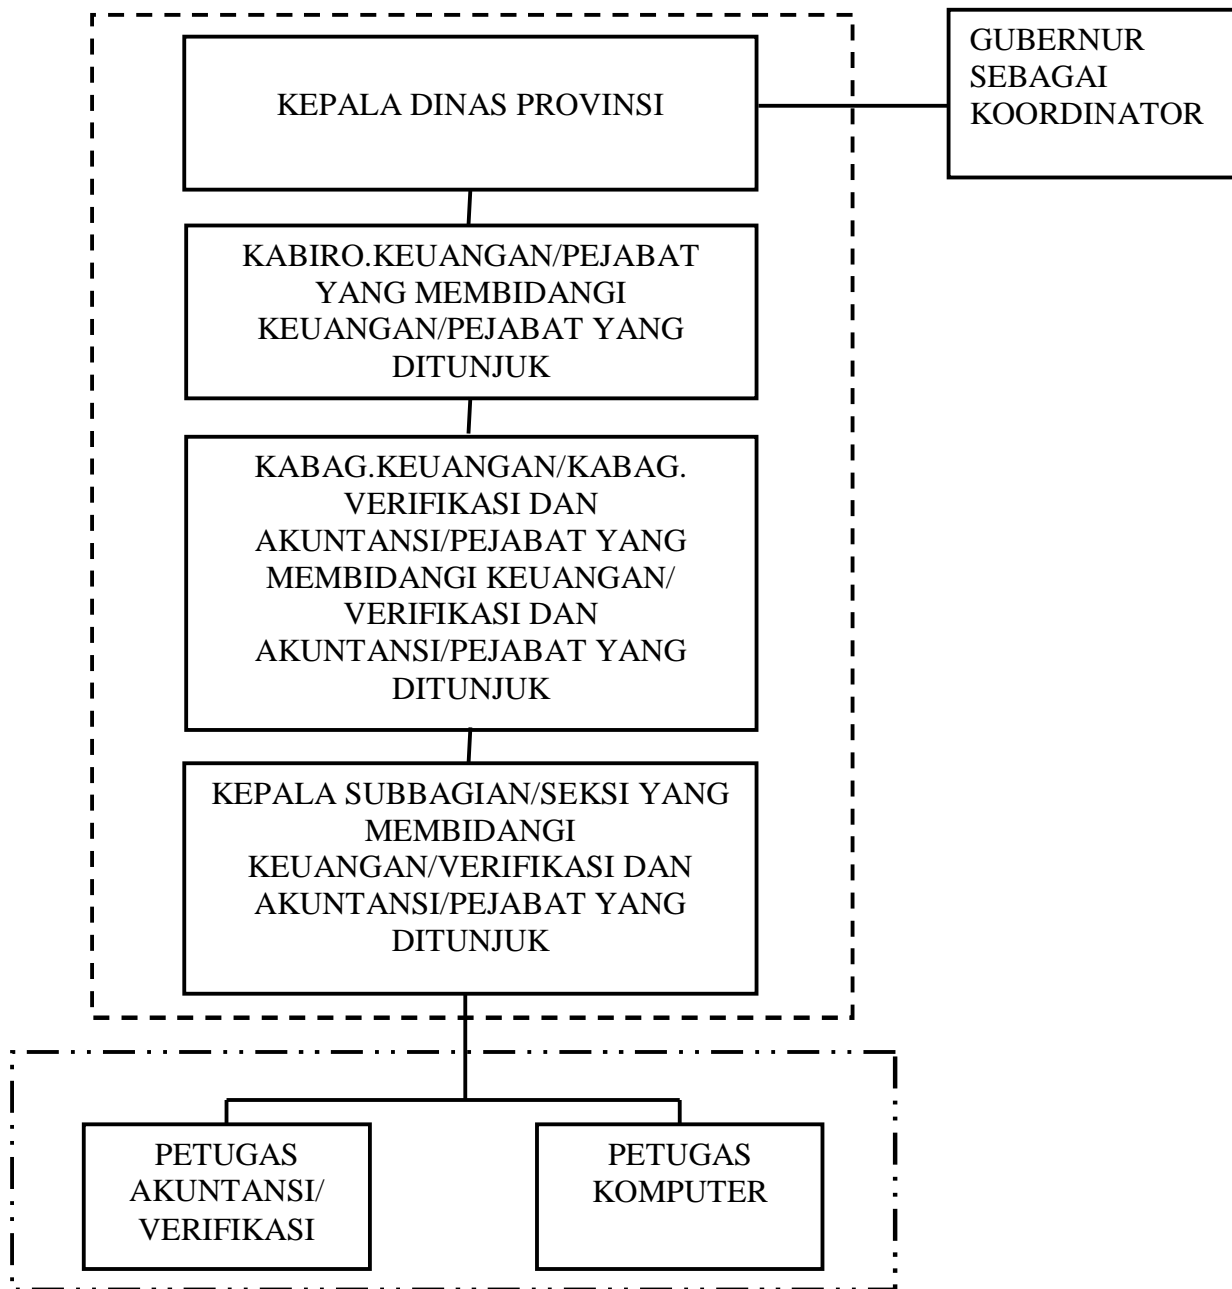 KEPALA DINAS PROVINSI
GUBERNUR
SEBAGAI
KOORDINATOR
KABIRO.KEUANGAN/PEJABAT
YANG MEMBIDANGI
KEUANGAN/PEJABAT YANG
DITUNJUK
KABAG.KEUANGAN/KABAG.
VERIFIKASI DAN
AKUNTANSI/PEJABAT YANG
MEMBIDANGI KEUANGAN/
VERIFIKASI DAN
AKUNTANSI/PEJABAT YANG
DITUNJUK
KEPALA SUBBAGIAN/SEKSI YANG
MEMBIDANGI
KEUANGAN/VERIFIKASI DAN
AKUNTANSI/PEJABAT YANG
DITUNJUK
PETUGAS
AKUNTANSI/
VERIFIKASI
PETUGAS
KOMPUTER